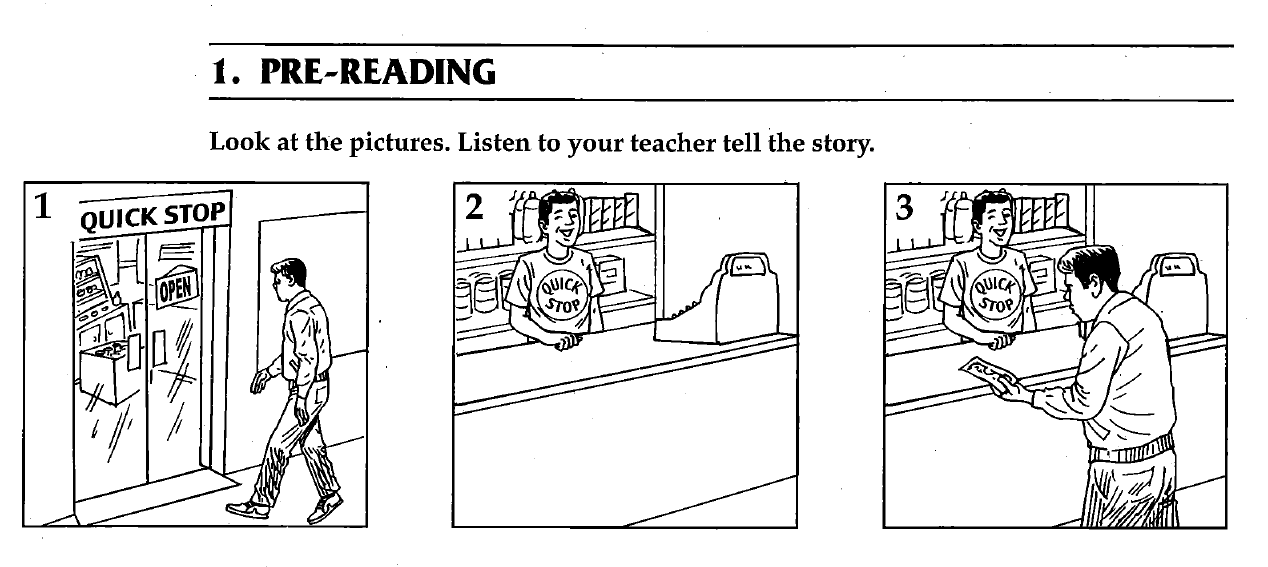 1. PRE-READING
Look at the pictures. Listen to your teacher tell the story.
1
QUICK STOP
OPEN
2
QUICK
STOP
3
QUICK
STOP